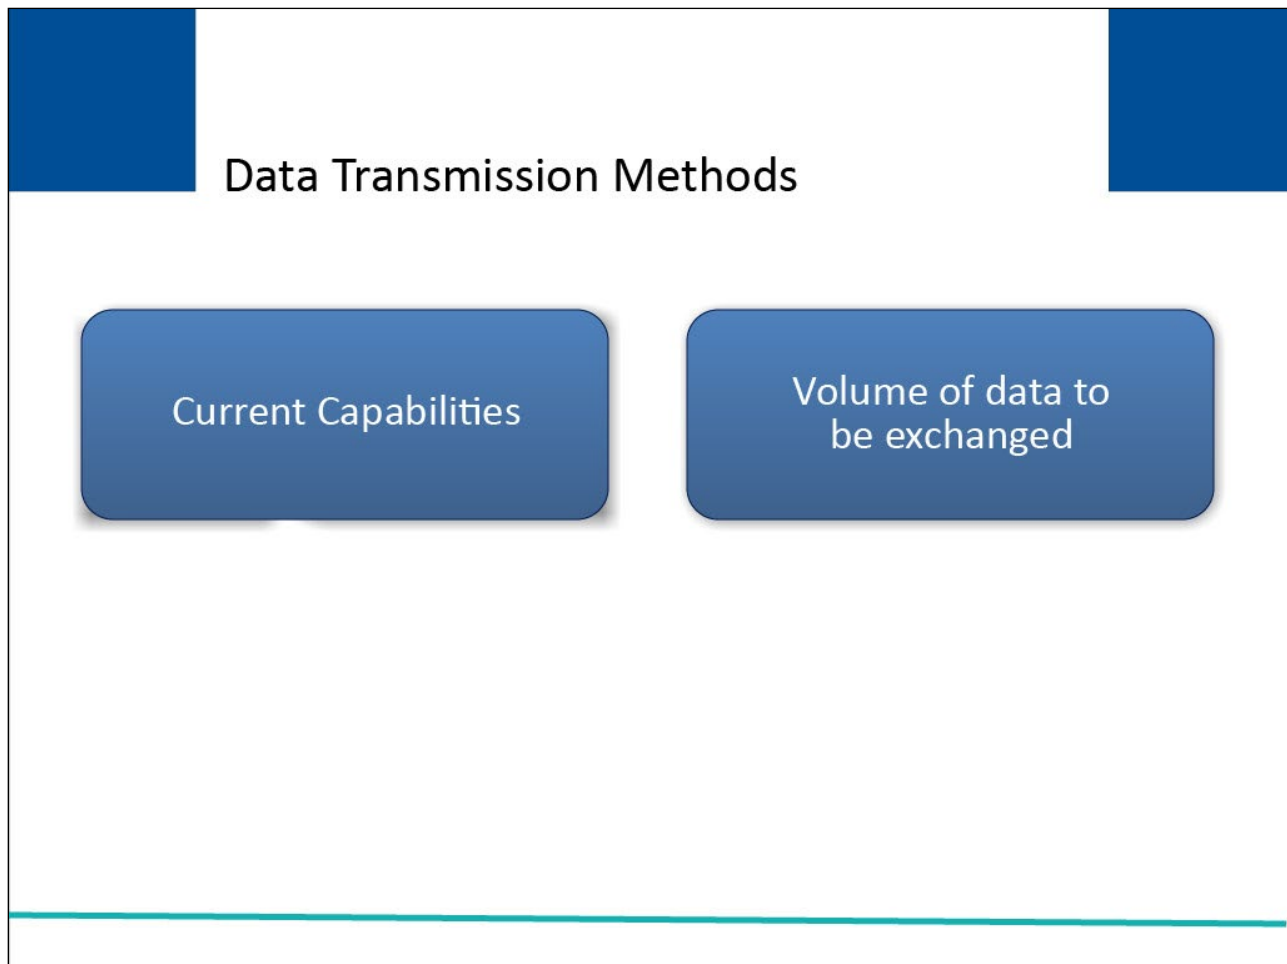 Data Transmission Methods
Current Capabilities
Volume of data to
be exchanged